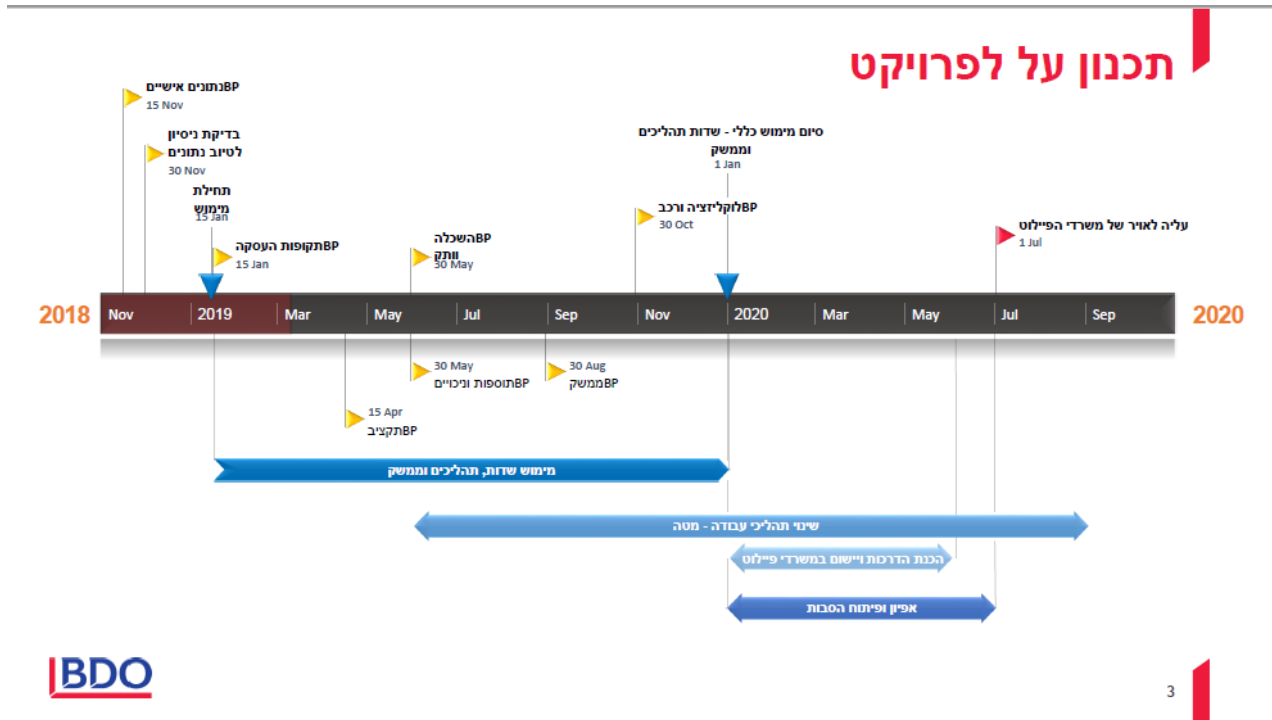 תכנון על לפרויקט
BPנתונים אישיים
15 Nov
בדיקת ניסיון
לטיוב נתונים
30 Nov
תחילת
מימוש
15 Jan
BPתקופות העסקה
15 Jan
BPהשכלה
וותק
30 May
סיום מימוש כללי - שדות תהליכים
וממשק
1 Jan
BPלוקליזציה ורכב
30 Oct
עליה לאויר של משרדי הפיילוט
1 Jul
2018 Nov 2019 Mar May Jul Sep Nov 2020 Mar May Jul Sep 2020
30 May
BPתוספות וניכויים
30 Aug
BPממשק
15 Apr
BPתקציב
מימוש שדות, תהליכים וממשק
שינוי תהליכי עבודה - מטה
הכנת הדרכות ויישום במשרדי פיילוט
אפיון ופיתוח הסבות
BDO
3